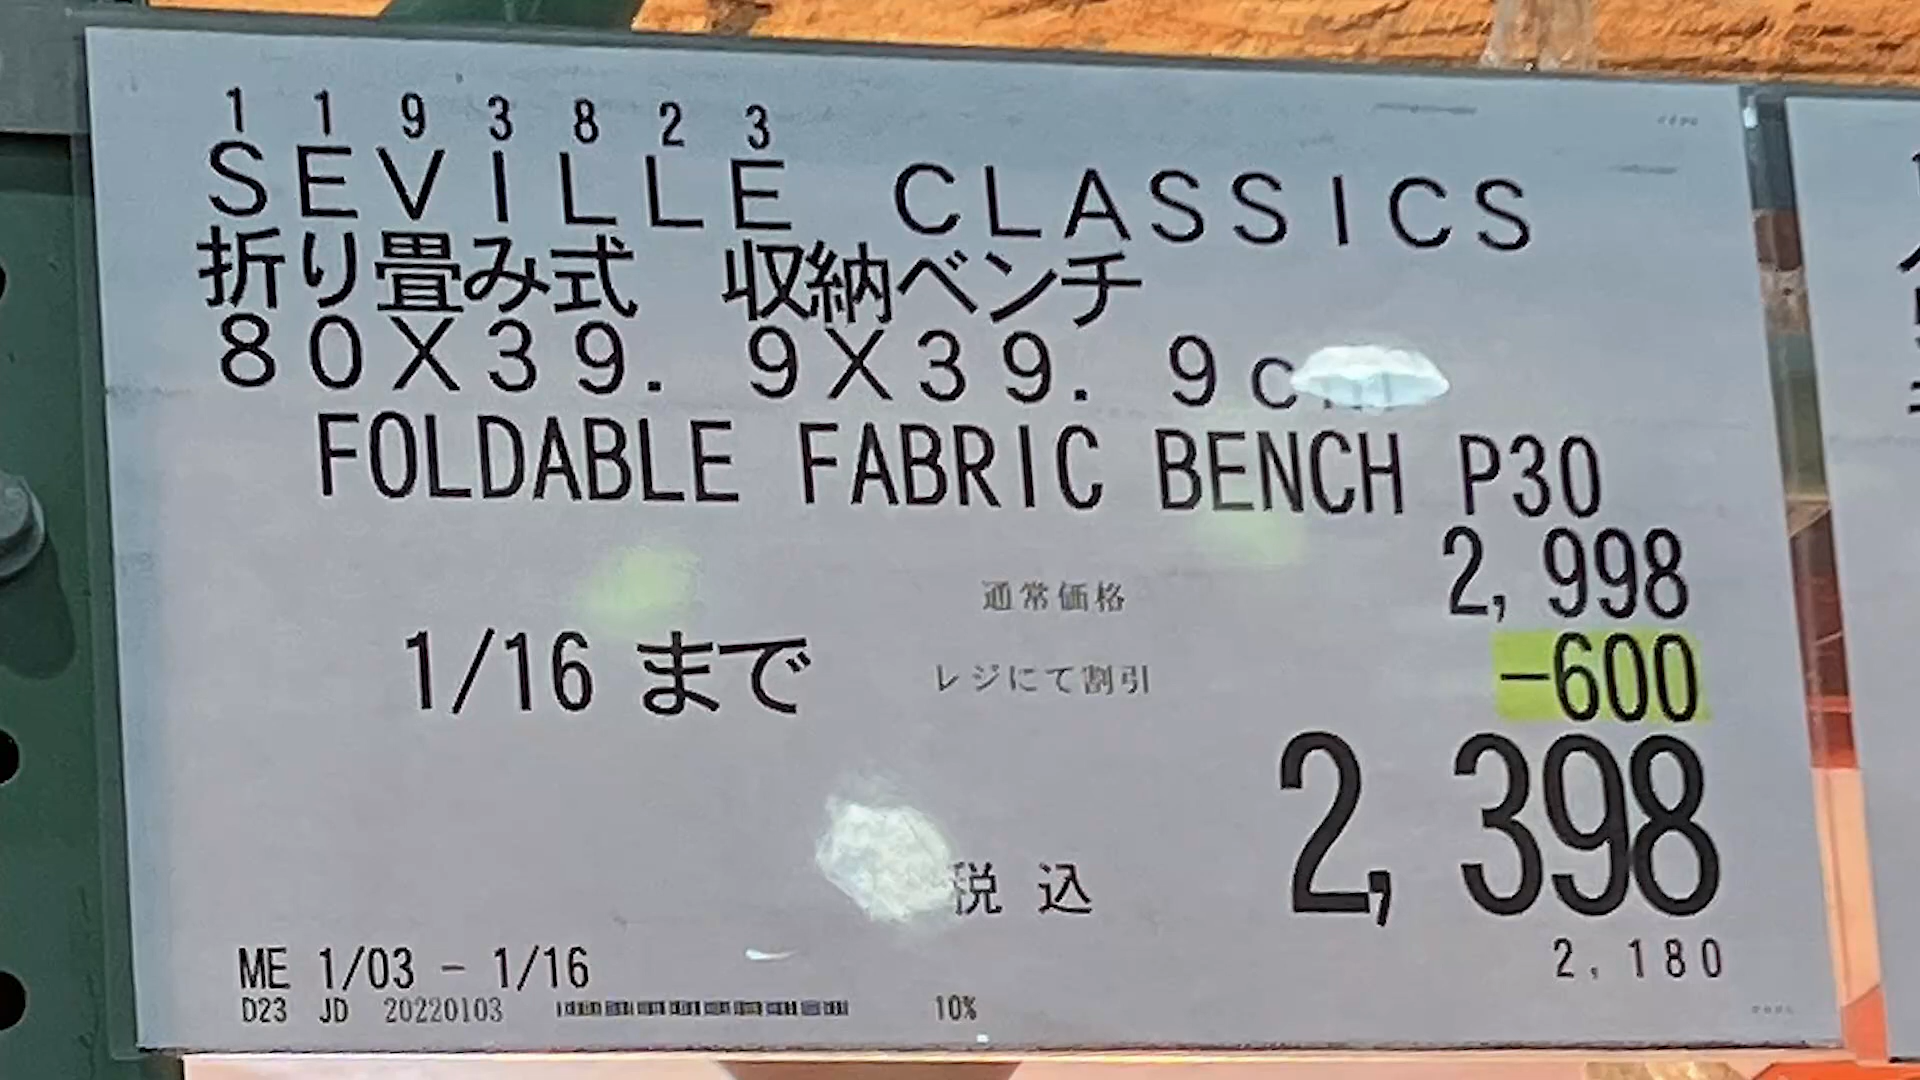 1193823
SEVILLE CLASSICS
折り畳み式 収納ベンチ
80X39.9X39.9c
FOLDABLE FABRIC BENCH P30
通常価格 2,998
1/16 まで レジにて割引 -600
税込 2,398
2,180
ME 1/03 - 1/16
D23 JD 20220103 10%